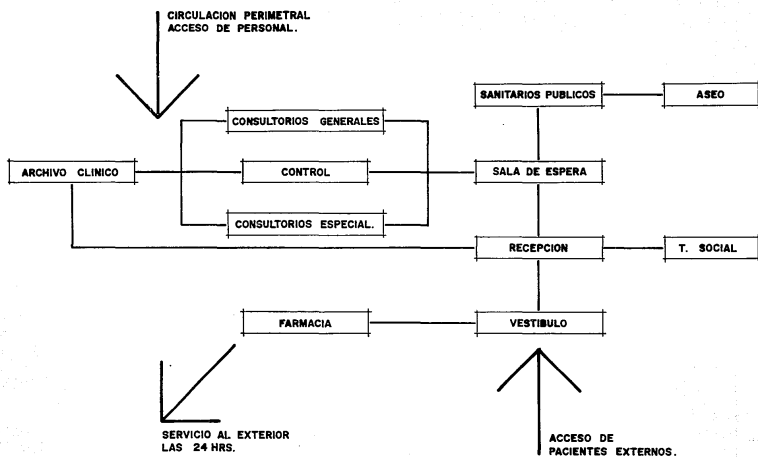 CIRCULACION PERIMETRAL
ACCESO DE PERSONAL.
SANITARIOS PUBLICOS
ASEO
CONSULTORIOS GENERALES
ARCHIVO CLINICO
CONTROL
SALA DE ESPERA
CONSULTORIOS ESPECIAL.
RECEPCION
T. SOCIAL
FARMACIA
VESTIBULO
SERVICIO AL EXTERIOR
LAS 24 HRS.
ACCESO DE
PACIENTES EXTERNOS.